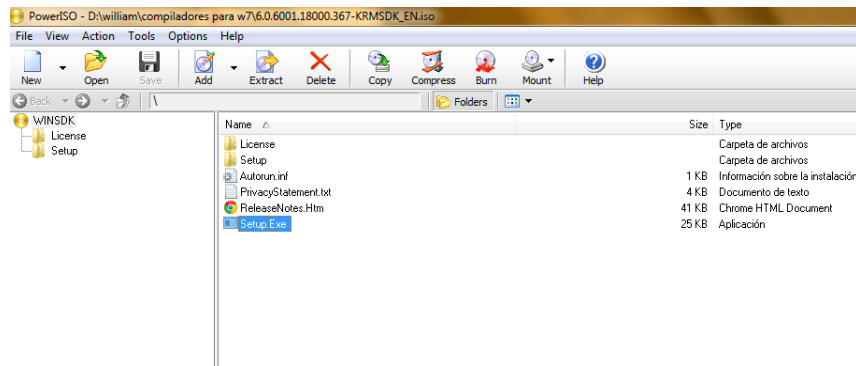 PowerISO - D:\william\compiladores para w7\6.0.6001.18000.367-KRMSDK_EN.iso
File View Action Tools Options Help
New Open Save Add Extract Delete Copy Compress Burn Mount Help
Back \ Folders
WINSDK
License
Setup
Name Size Type
License Carpeta de archivos
Setup Carpeta de archivos
Autorun.inf 1 KB Información sobre la instalación
PrivacyStatement.txt 4 KB Documento de texto
ReleaseNotes.Htm 41 KB Chrome HTML Document
Setup.Exe 25 KB Aplicación